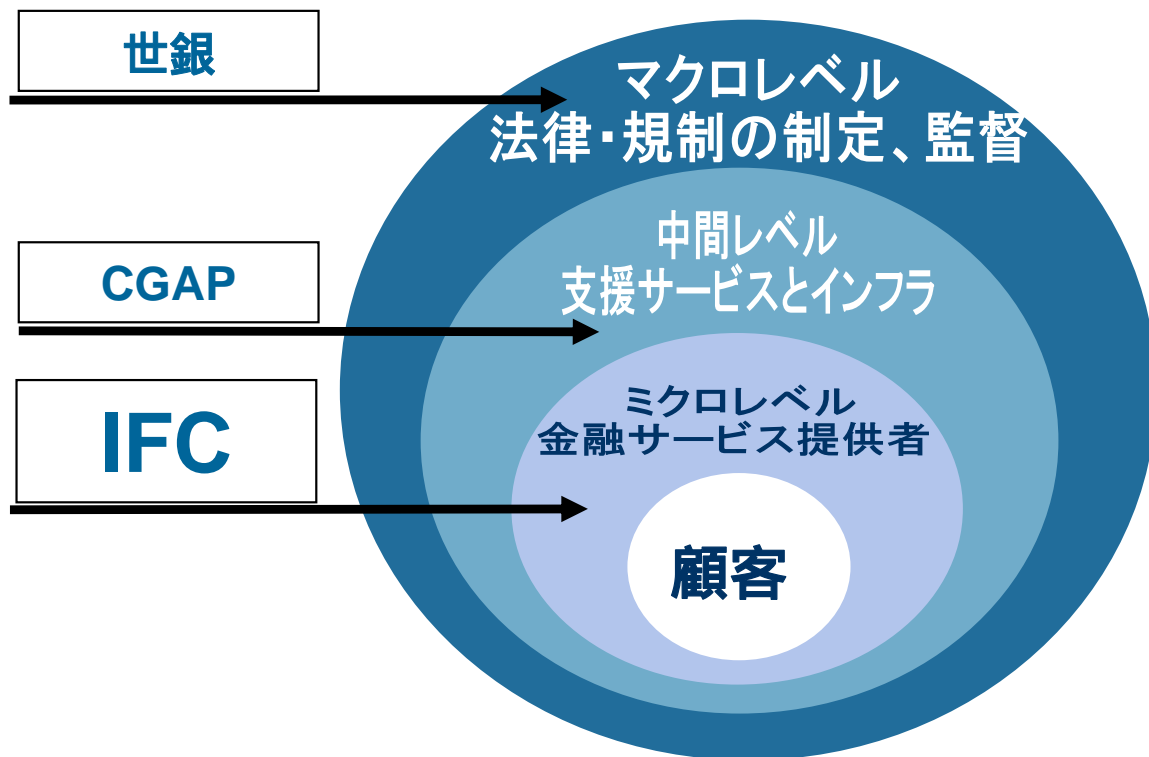 世銀
マクロレベル
法律・規制の制定、監督
CGAP
中間レベル
支援サービスとインフラ
IFC
ミクロレベル
金融サービス提供者
顧客